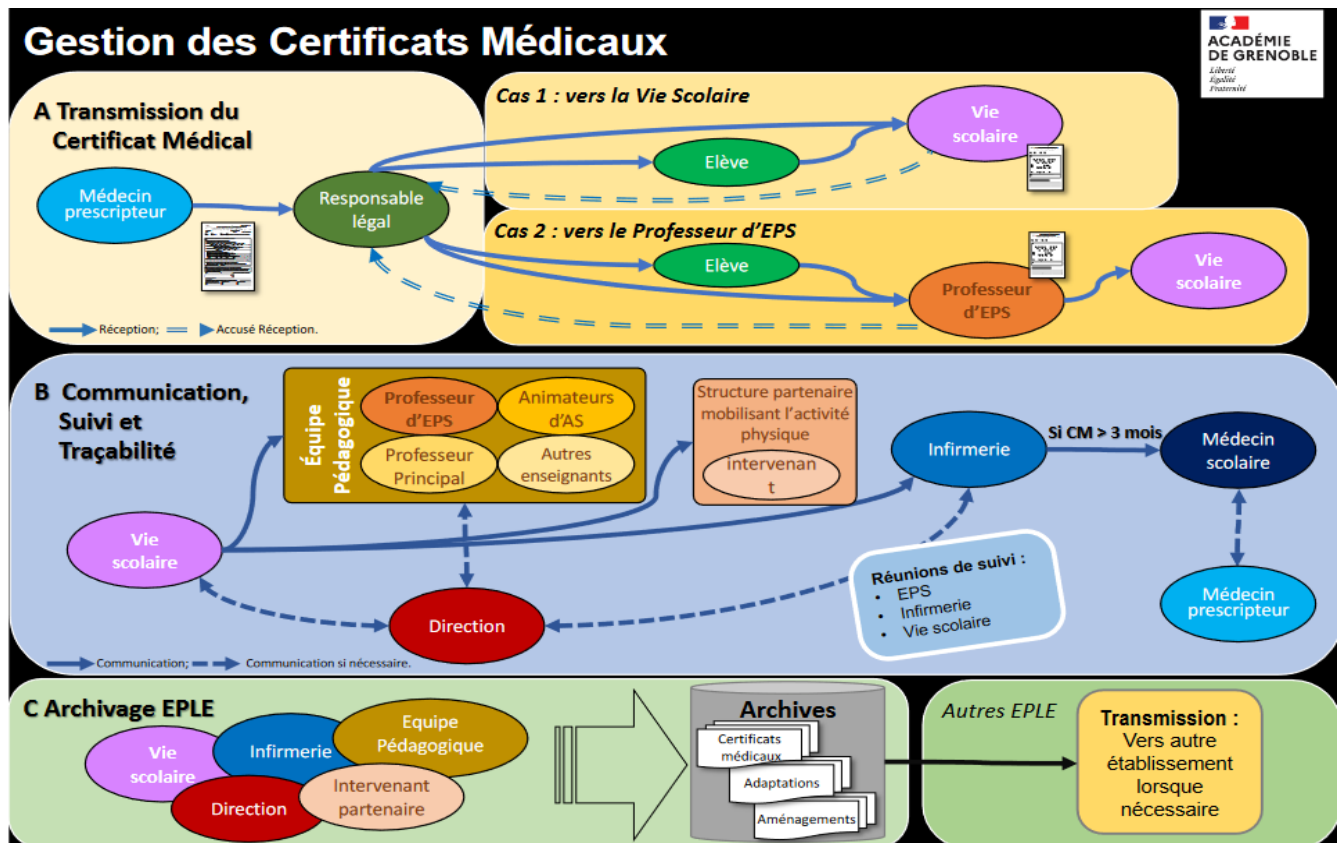 Gestion des Certificats Médicaux
ACADÉMIE
DE GRENOBLE
Liberté
Égalité
Fraternité
A Transmission du
Certificat Médical
Médecin
prescripteur
Responsable
légal
Réception;
Accusé Réception.
Cas 1 : vers la Vie Scolaire
Elève
Vie
scolaire
Cas 2 : vers le Professeur d'EPS
Elève
Professeur
d'EPS
Vie
scolaire
B Communication,
Suivi et
Traçabilité
Équipe
Pédagogique
Professeur
d'EPS
Animateurs
d'AS
Professeur
Principal
Autres
enseignants
Structure partenaire
mobilisant l'activité
physique
intervenan
t
Infirmerie
Si CM > 3 mois
Médecin
scolaire
Vie
scolaire
Direction
Réunions de suivi :
• EPS
• Infirmerie
• Vie scolaire
Médecin
prescripteur
Communication;
Communication si nécessaire.
C Archivage EPLE
Vie
scolaire
Infirmerie
Equipe
Pédagogique
Direction
Intervenant
partenaire
Archives
Certificats
médicaux
Adaptations
Aménagements
Autres EPLE
Transmission :
Vers autre
établissement
lorsque
nécessaire